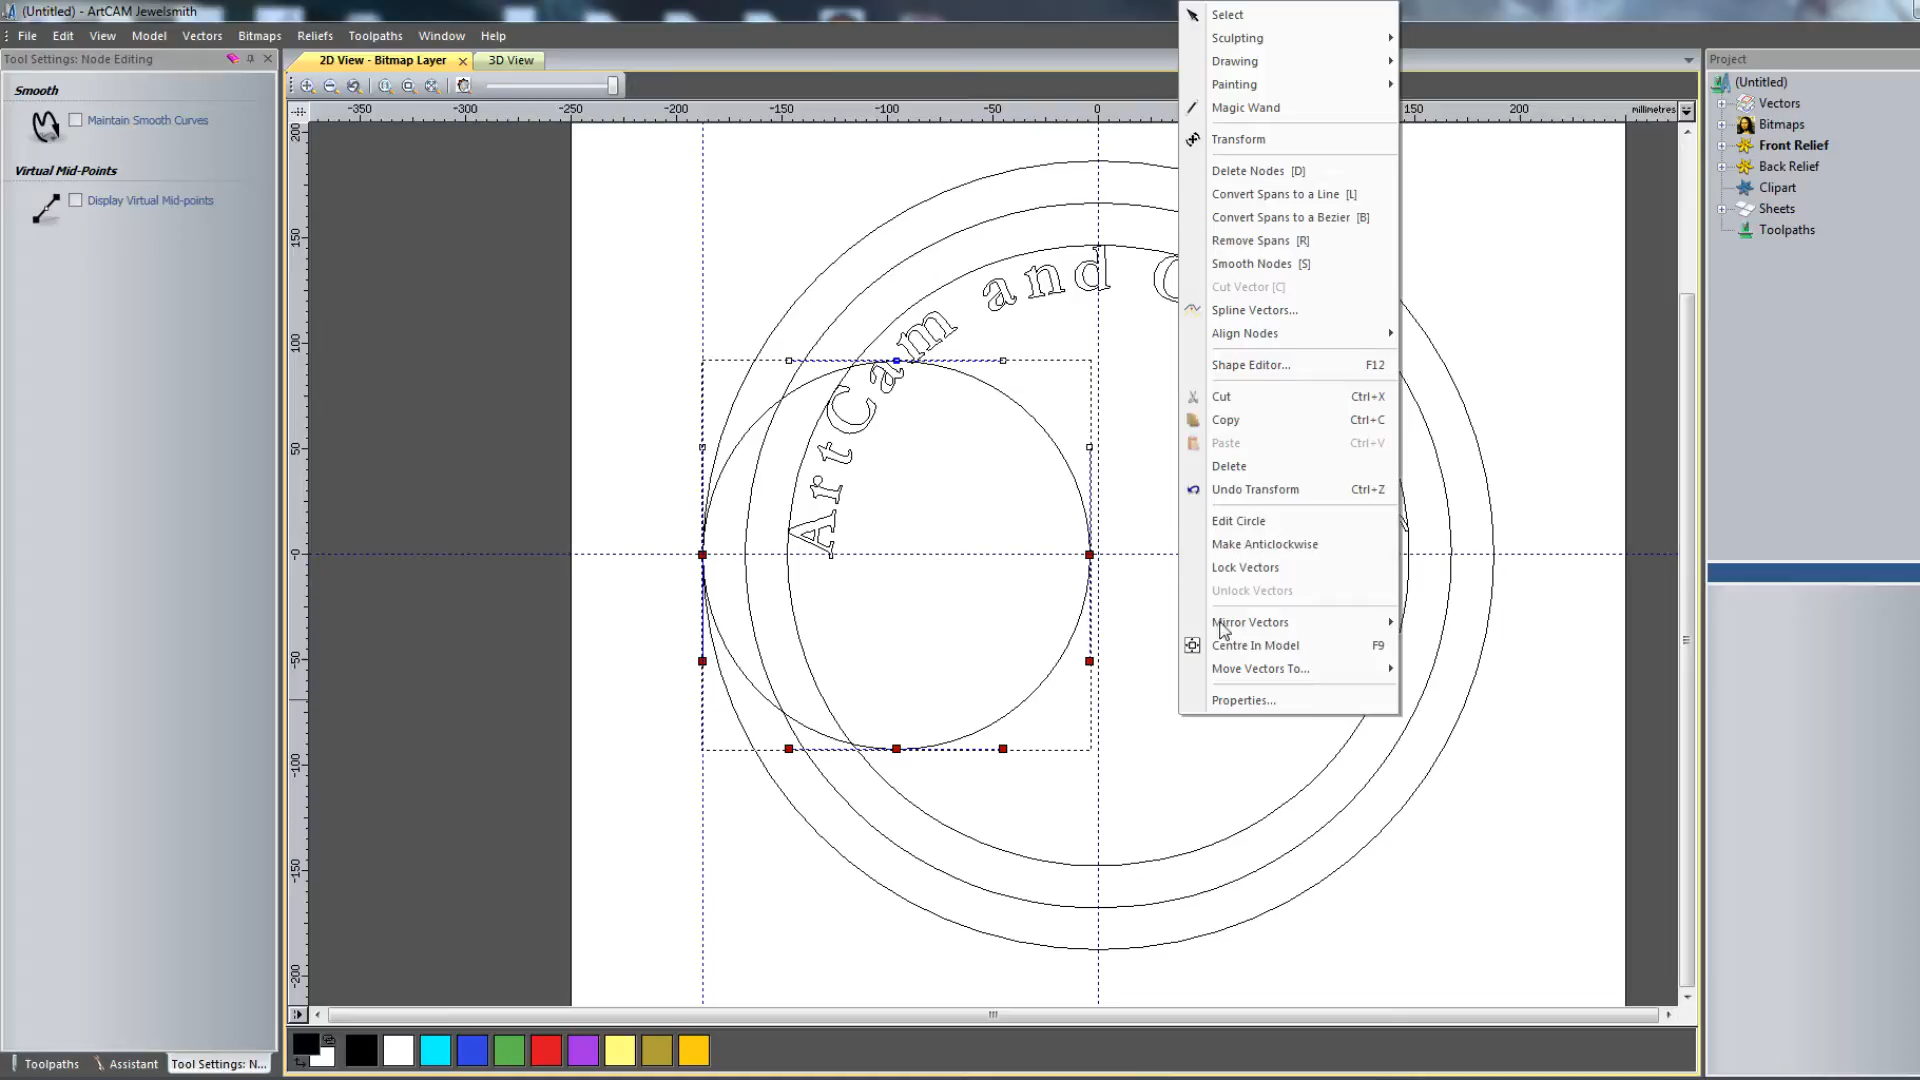 (Untitled) - ArtCAM Jewelsmith
File Edit View Model Vectors Bitmaps Reliefs Toolpaths Window Help
Tool Settings: Node Editing
Smooth
Maintain Smooth Curves
Virtual Mid-Points
Display Virtual Mid-points
2D View - Bitmap Layer
3D View
-350 -300 -250 -200 -150 -100 -50 0 150 200 millimetres
200
150
100
50
-0
-50
-100
-150
-200
ArtCam and C
Select
Sculpting
Drawing
Painting
Magic Wand
Transform
Delete Nodes [D]
Convert Spans to a Line [L]
Convert Spans to a Bezier [B]
Remove Spans [R]
Smooth Nodes [S]
Cut Vector [C]
Spline Vectors...
Align Nodes
Shape Editor... F12
Cut Ctrl+X
Copy Ctrl+C
Paste Ctrl+V
Delete
Undo Transform Ctrl+Z
Edit Circle
Make Anticlockwise
Lock Vectors
Unlock Vectors
Mirror Vectors
Centre In Model F9
Move Vectors To...
Properties...
Project
(Untitled)
Vectors
Bitmaps
Front Relief
Back Relief
Clipart
Sheets
Toolpaths
Toolpaths Assistant Tool Settings: N...